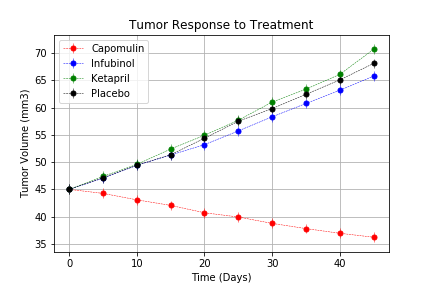 Tumor Response to Treatment
Capomulin
Infubinol
Ketapril
Placebo
Tumor Volume (mm3)
70
65
60
55
50
45
40
35
0
10
20
30
40
Time (Days)